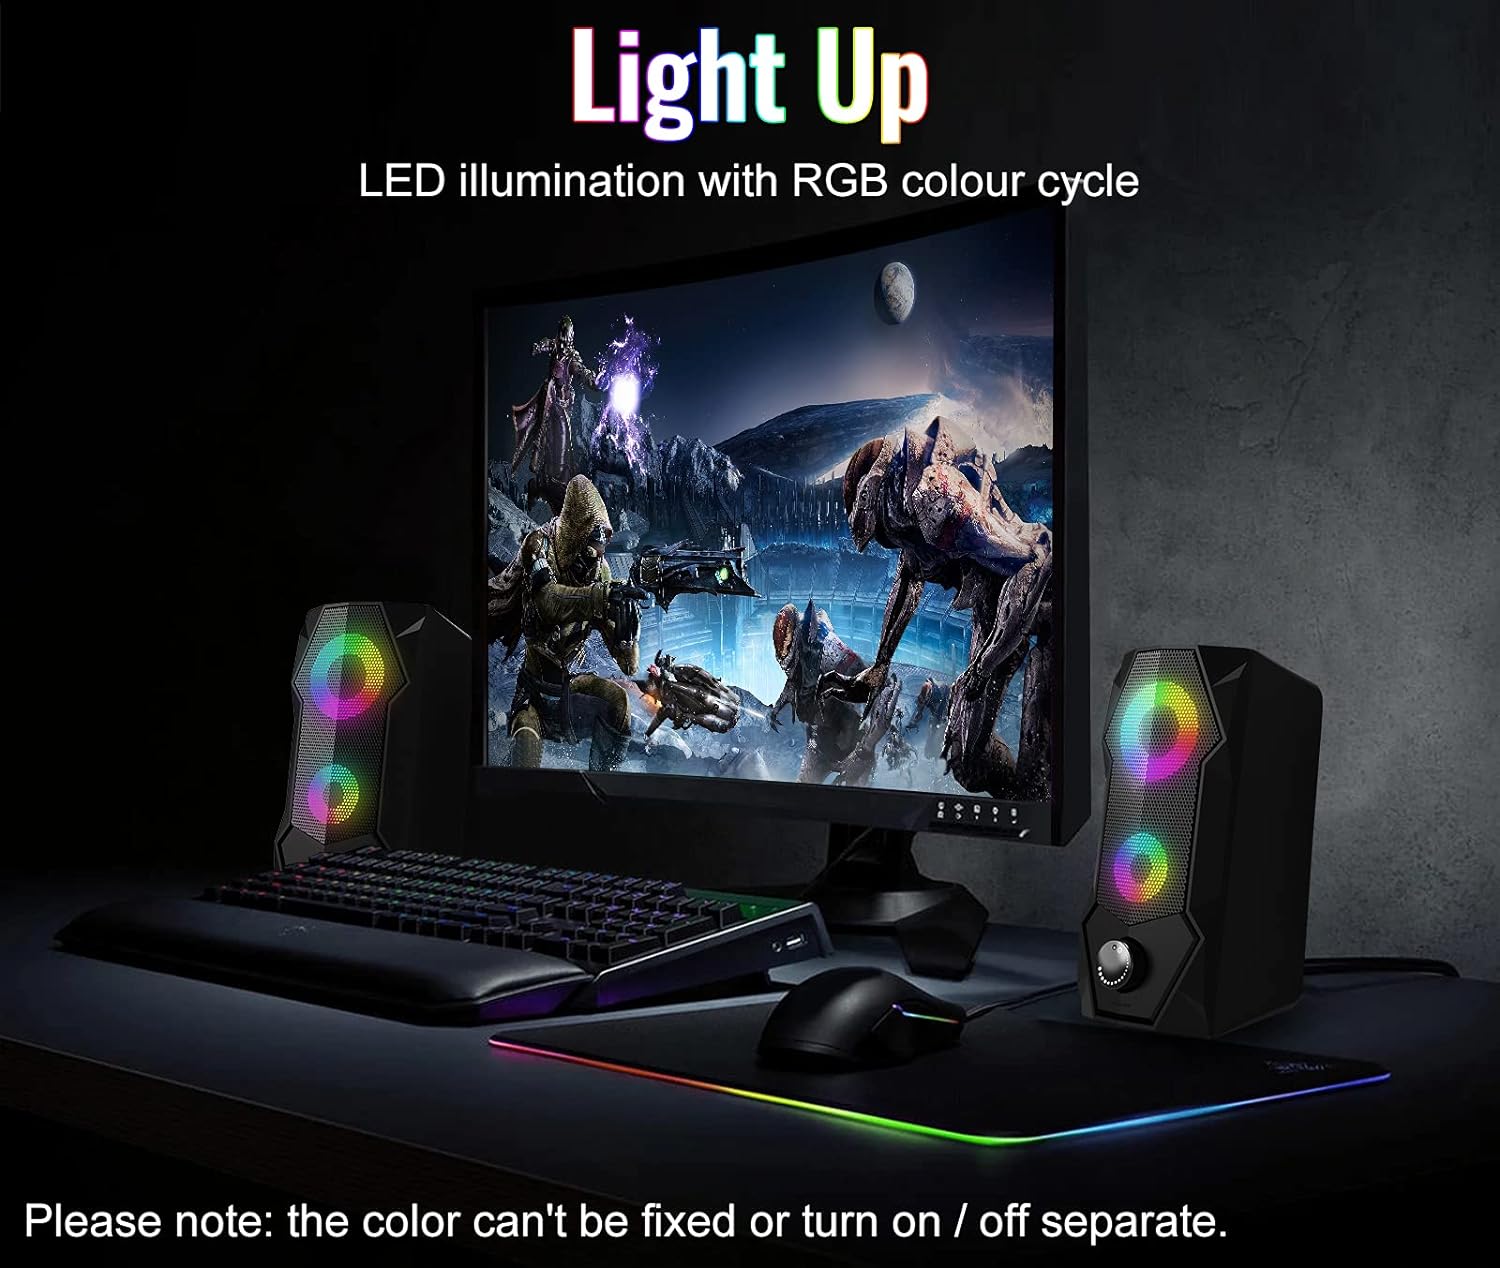 Light Up
LED illumination with RGB colour cycle
Please note: the color can't be fixed or turn on / off separate.